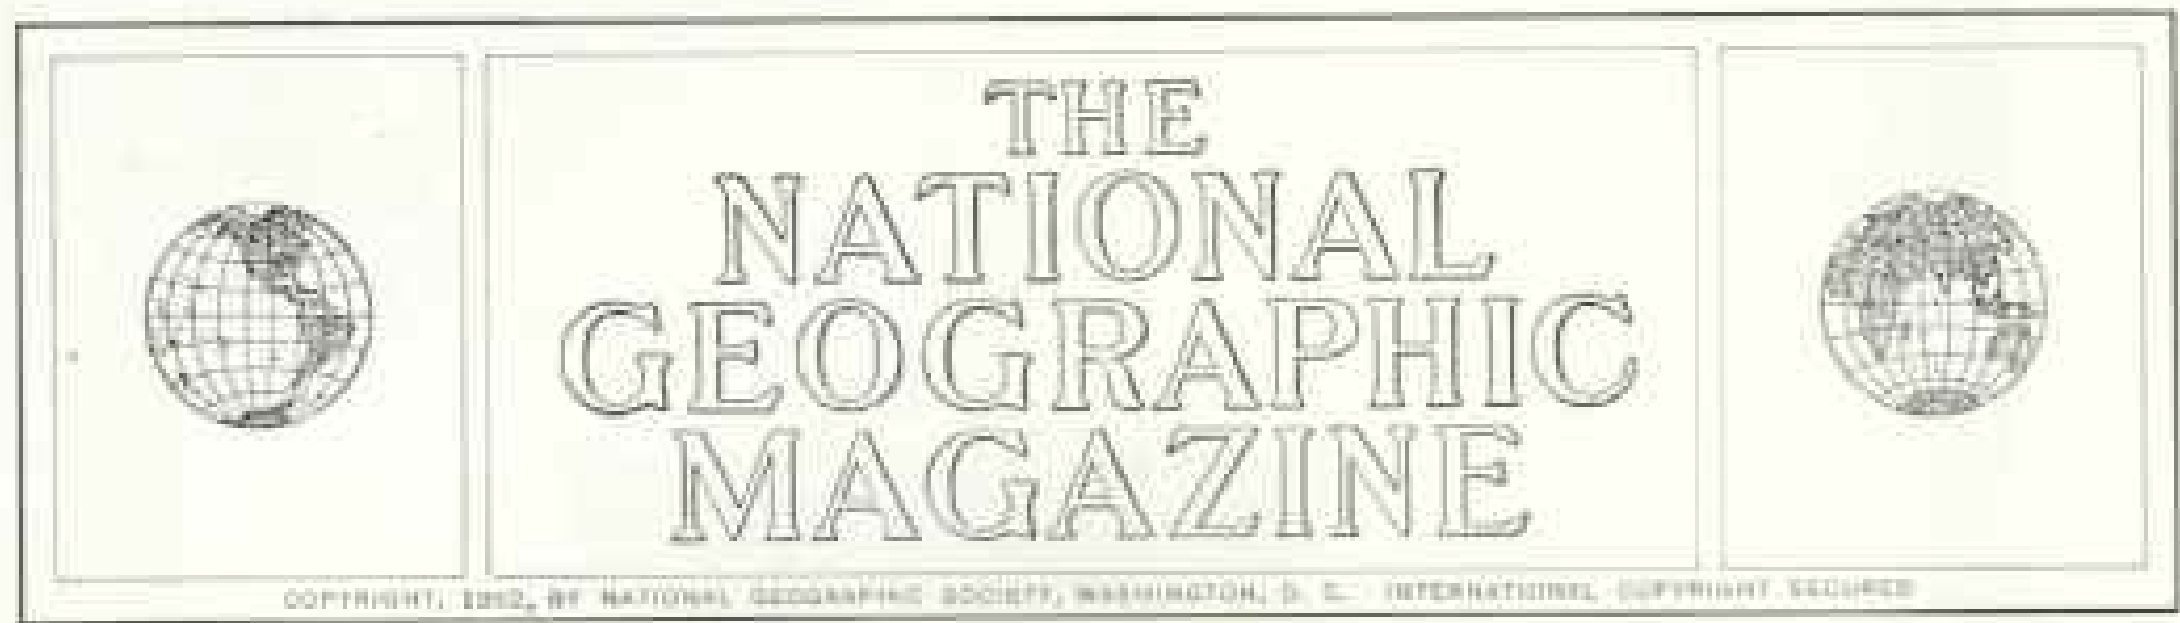 THE
NATIONAL
GEOGRAPHIC
MAGAZINE
COPYRIGHT, BY NATIONAL GEOGRAPHIC SOCIETY, WASHINGTON, D. C. INTERNATIONAL COPYRIGHT SECURED